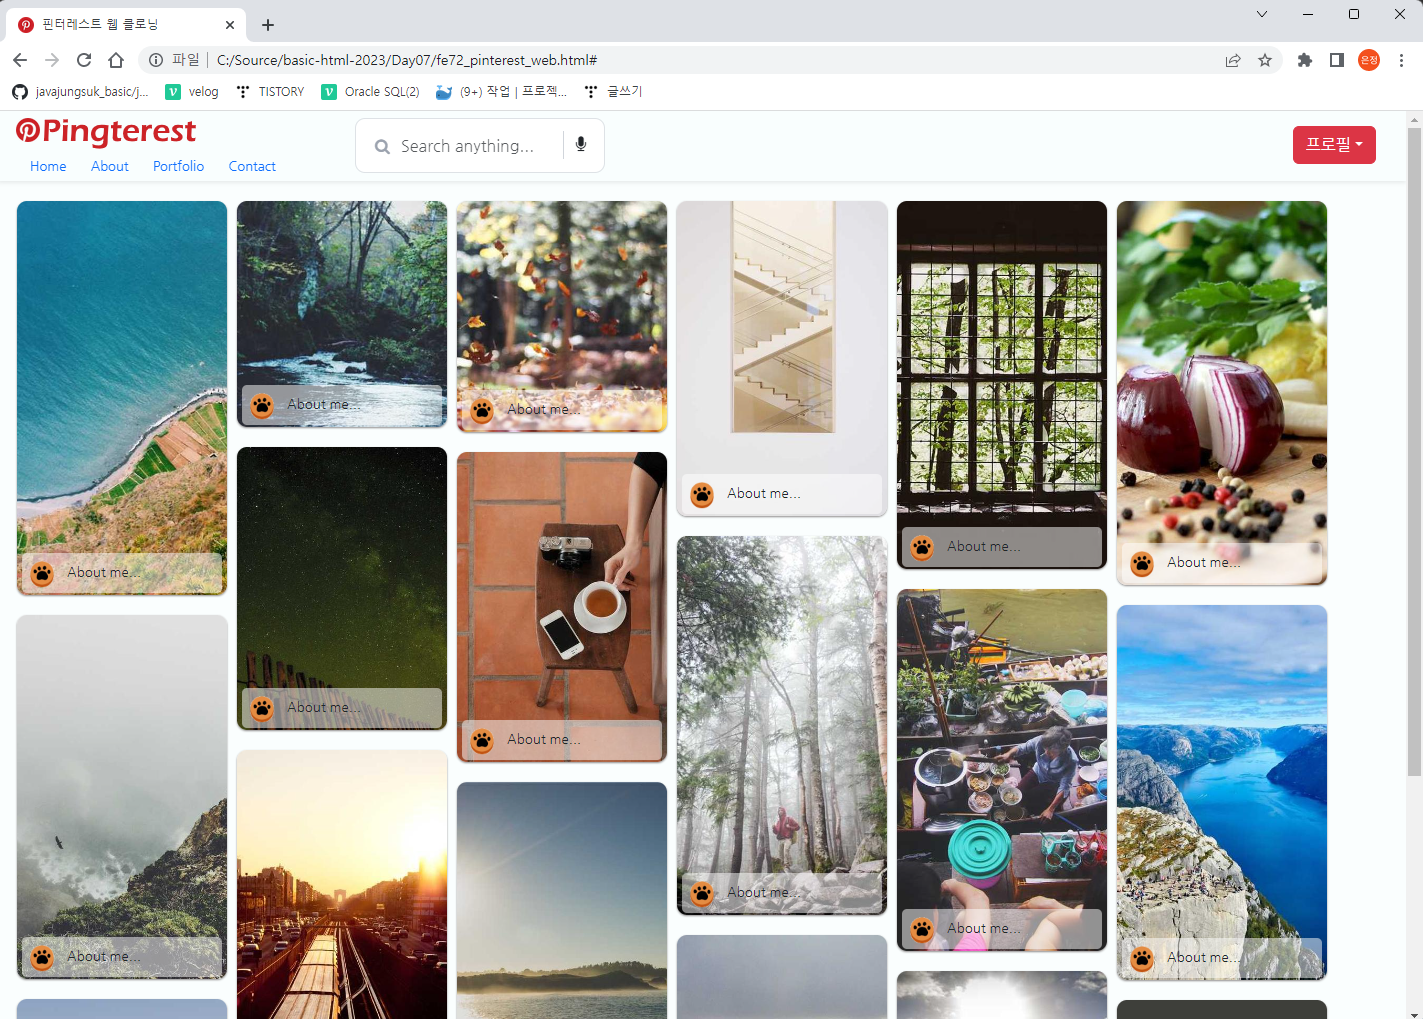 핀터레스트 웹 클로닝
파일 C:/Source/basic-html-2023/Day07/fe72_pinterest_web.html#
은정
javajungsuk_basic/j... velog TISTORY Oracle SQL(2) (9+) 작업 | 프로젝... 글쓰기
Pingterest
Search anything...
프로필
Home About Portfolio Contact
About me...
About me...
About me...
About me...
About me...
About me...
About me...
About me...
About me...
About me...
About me...
About me...